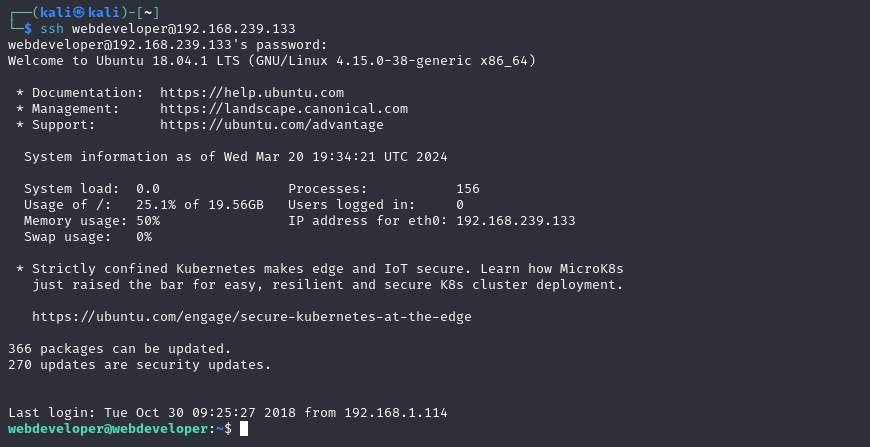 ┌──(kali㉿kali)-[~]
└─$ ssh webdeveloper@192.168.239.133
webdeveloper@192.168.239.133's password:
Welcome to Ubuntu 18.04.1 LTS (GNU/Linux 4.15.0-38-generic x86_64)

 * Documentation:  https://help.ubuntu.com
 * Management:     https://landscape.canonical.com
 * Support:        https://ubuntu.com/advantage

  System information as of Wed Mar 20 19:34:21 UTC 2024

  System load:  0.0                Processes:           156
  Usage of /:   25.1% of 19.56GB   Users logged in:     0
  Memory usage: 50%                IP address for eth0: 192.168.239.133
  Swap usage:   0%

 * Strictly confined Kubernetes makes edge and IoT secure. Learn how MicroK8s
   just raised the bar for easy, resilient and secure K8s cluster deployment.

   https://ubuntu.com/engage/secure-kubernetes-at-the-edge

366 packages can be updated.
270 updates are security updates.


Last login: Tue Oct 30 09:25:27 2018 from 192.168.1.114
webdeveloper@webdeveloper:~$